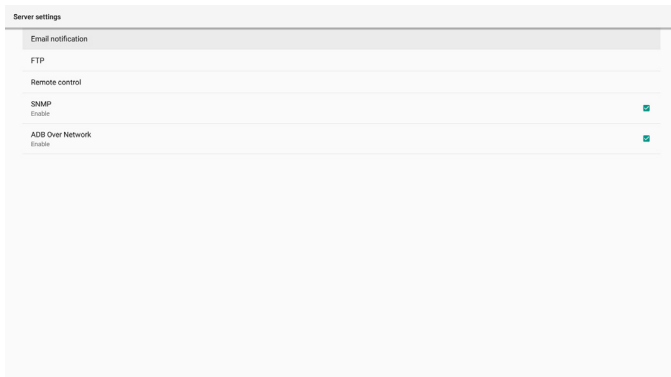 Server settings
Email notification
FTP
Remote control
SNMP
Enable
ADB Over Network
Enable